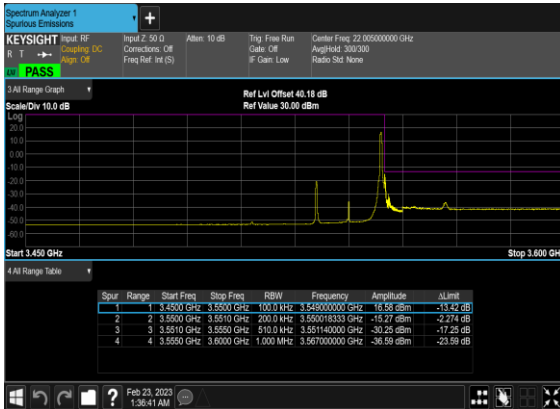 Spectrum Analyzer 1
Spurious Emissions
KEYSIGHT Input: RF Input Z: 50 Ω Atten: 10 dB Trig: Free Run Center Freq: 22.005000000 GHz
R T Coupling: DC Corrections: Off Gate: Off Avg|Hold: 300/300
Align: Off Freq Ref: Int (S) IF Gain: Low Radio Std: None
PASS
3 All Range Graph
Ref Lvl Offset 40.18 dB
Scale/Div 10.0 dB Ref Value 30.00 dBm
Log
20.0
10.0
0.00
-10.0
-20.0
-30.0
-40.0
-50.0
-60.0
Start 3.450 GHz Stop 3.600 GH
4 All Range Table
Spur Range Start Freq Stop Freq RBW Frequency Amplitude ΔLimit
1 1 3.4500 GHz 3.5500 GHz 100.0 kHz 3.549000000 GHz 16.58 dBm -13.42 dB
2 2 3.5500 GHz 3.5510 GHz 200.0 kHz 3.550018333 GHz -15.27 dBm -2.274 dB
3 3 3.5510 GHz 3.5550 GHz 510.0 kHz 3.551140000 GHz -30.25 dBm -17.25 dB
4 4 3.5550 GHz 3.6000 GHz 1.000 MHz 3.567000000 GHz -36.59 dBm -23.59 dB
Feb 23, 2023
1:36:41 AM